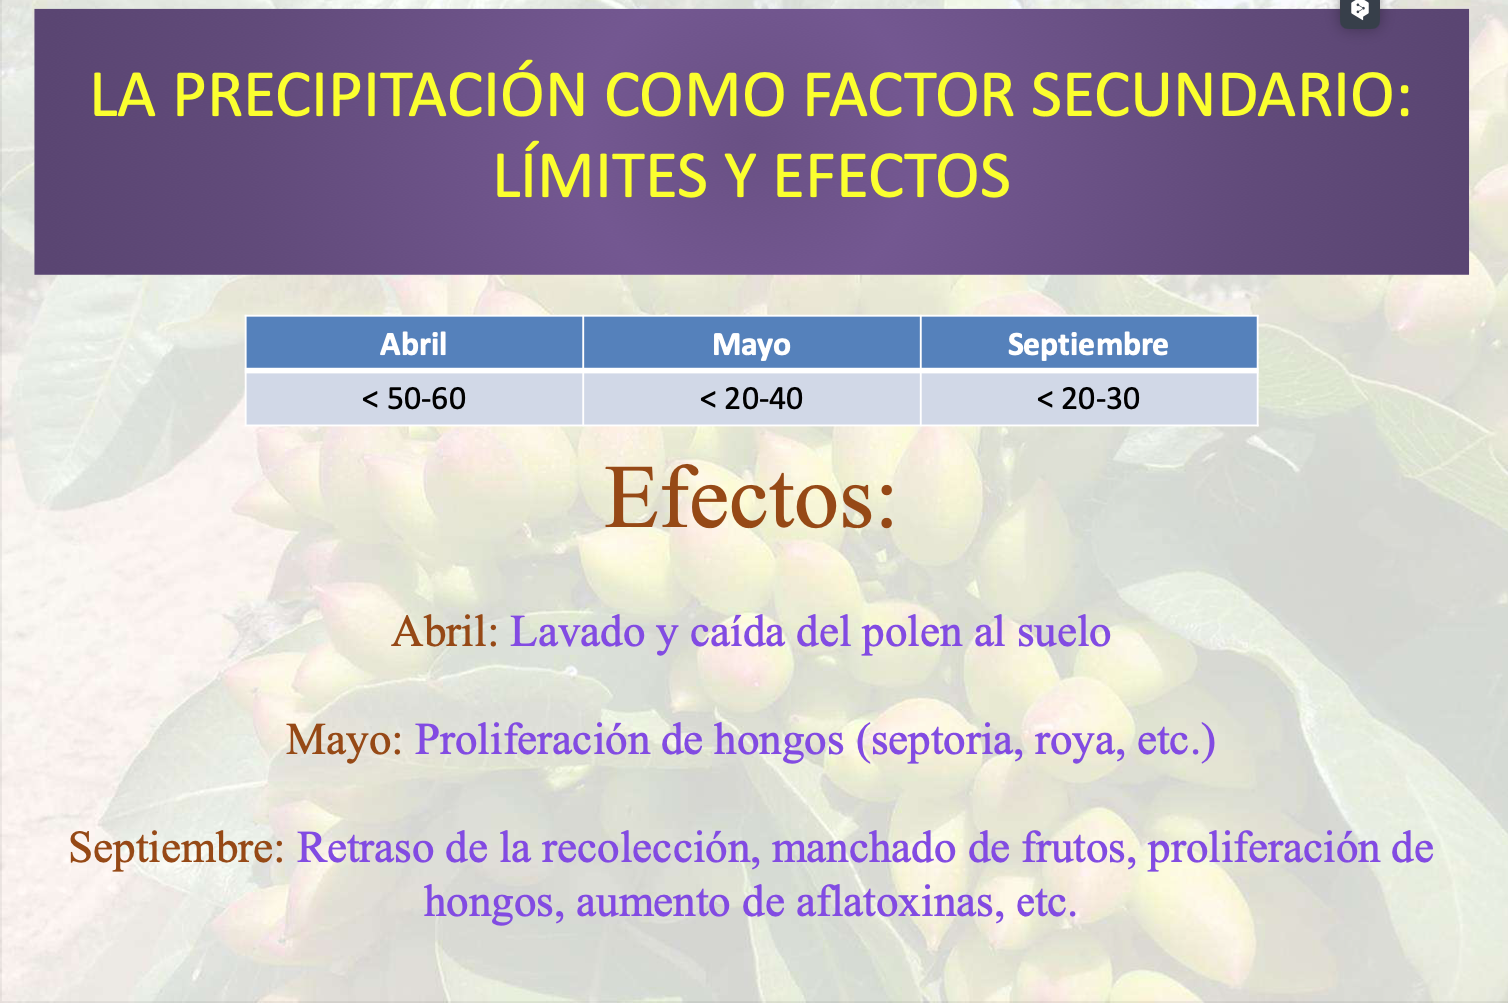 LA PRECIPITACIÓN COMO FACTOR SECUNDARIO:
LÍMITES Y EFECTOS
Abril Mayo Septiembre
< 50-60 < 20-40 < 20-30
Efectos:
Abril: Lavado y caída del polen al suelo
Mayo: Proliferación de hongos (septoria, roya, etc.)
Septiembre: Retraso de la recolección, manchado de frutos, proliferación de
hongos, aumento de aflatoxinas, etc.